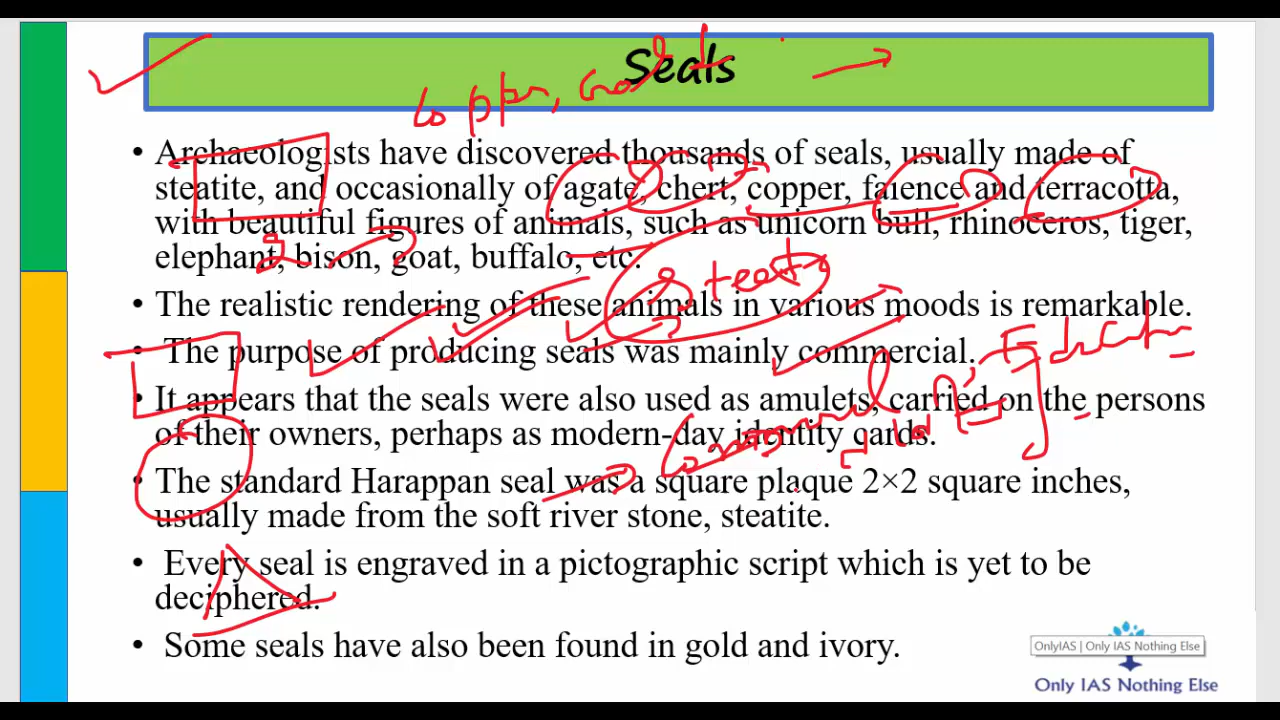 Seals
copper,
• Archaeologists have discovered thousands of seals, usually made of
steatite, and occasionally of agate, chert, copper, faience and terracotta,
with beautiful figures of animals, such as unicorn bull, rhinoceros, tiger,
elephant, bison, goat, buffalo, etc.
• The realistic rendering of these animals in various moods is remarkable.
• The purpose of producing seals was mainly commercial.
• It appears that the seals were also used as amulets, carried on the persons
of their owners, perhaps as modern-day identity cards.
• The standard Harappan seal was a square plaque 2×2 square inches,
usually made from the soft river stone, steatite.
• Every seal is engraved in a pictographic script which is yet to be
deciphered.
• Some seals have also been found in gold and ivory.
OnlyIAS | Only IAS Nothing Else
Only IAS Nothing Else